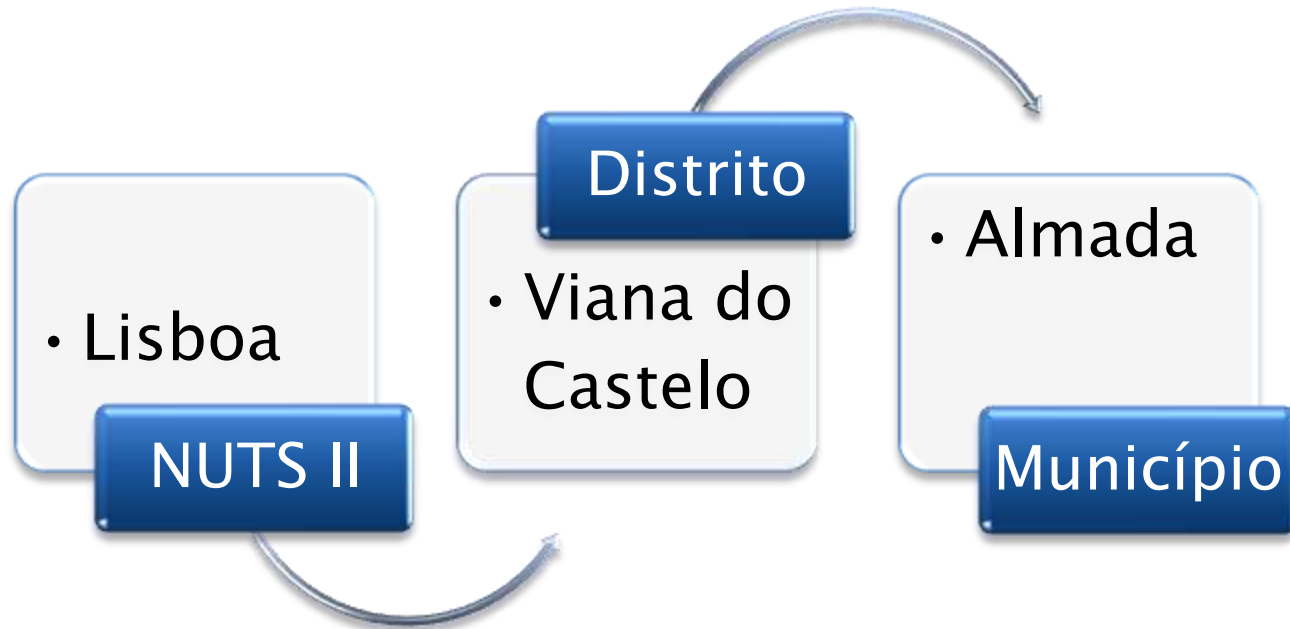 • Lisboa
NUTS II
Distrito
• Viana do
Castelo
• Almada
Município